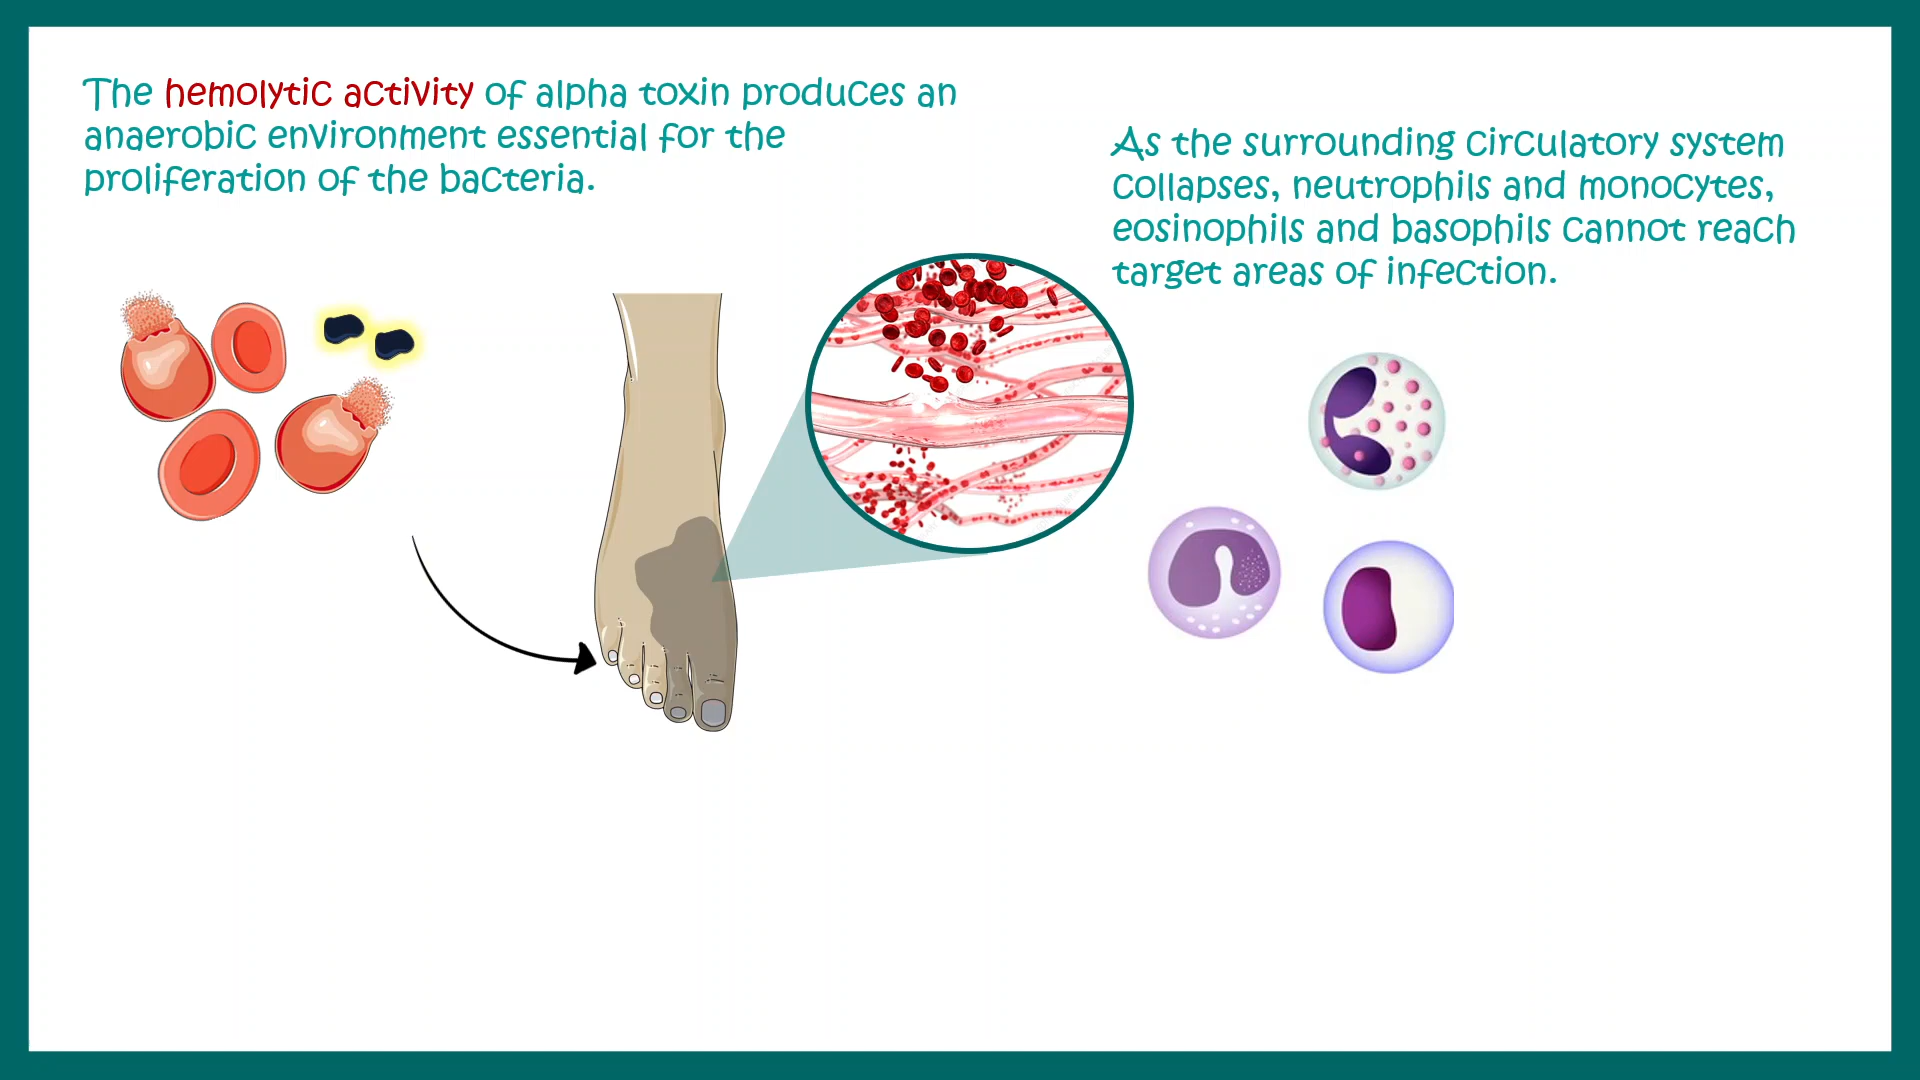 The hemolytic activity of alpha toxin produces an
anaerobic environment essential for the
proliferation of the bacteria.
As the surrounding circulatory system
collapses, neutrophils and monocytes,
eosinophils and basophils cannot reach
target areas of infection.